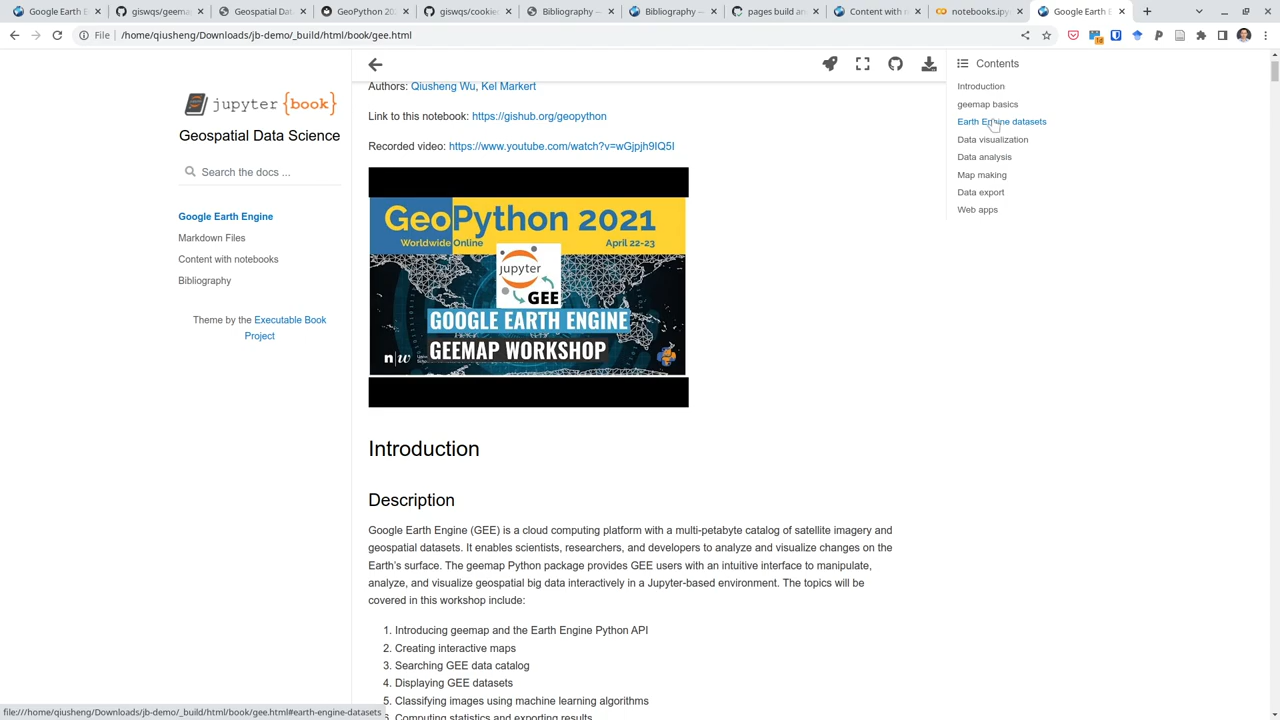 Google Earth E
giswqs/geema
Geospatial Dat
GeoPython 202
giswqs/cookie
Bibliography —
Bibliography —
pages build an
Content with n
notebooks.ipy
Google Earth E
File /home/qiusheng/Downloads/jb-demo/_build/html/book/gee.html
jupyter {book}
Geospatial Data Science
Search the docs ...
Google Earth Engine
Markdown Files
Content with notebooks
Bibliography
Theme by the Executable Book
Project
Authors: Qiusheng Wu, Kel Markert
Link to this notebook: https://gishub.org/geopython
Recorded video: https://www.youtube.com/watch?v=wGjpjh9IQ5I
GeoPython 2021
Worldwide Online April 22-23
jupyter
GEE
GOOGLE EARTH ENGINE
GEEMAP WORKSHOP
n|w
Introduction
Description
Google Earth Engine (GEE) is a cloud computing platform with a multi-petabyte catalog of satellite imagery and
geospatial datasets. It enables scientists, researchers, and developers to analyze and visualize changes on the
Earth’s surface. The geemap Python package provides GEE users with an intuitive interface to manipulate,
analyze, and visualize geospatial big data interactively in a Jupyter-based environment. The topics will be
covered in this workshop include:
1. Introducing geemap and the Earth Engine Python API
2. Creating interactive maps
3. Searching GEE data catalog
4. Displaying GEE datasets
5. Classifying images using machine learning algorithms
6. Computing statistics and exporting results
Contents
Introduction
geemap basics
Earth Engine datasets
Data visualization
Data analysis
Map making
Data export
Web apps
file:///home/qiusheng/Downloads/jb-demo/_build/html/book/gee.html#earth-engine-datasets